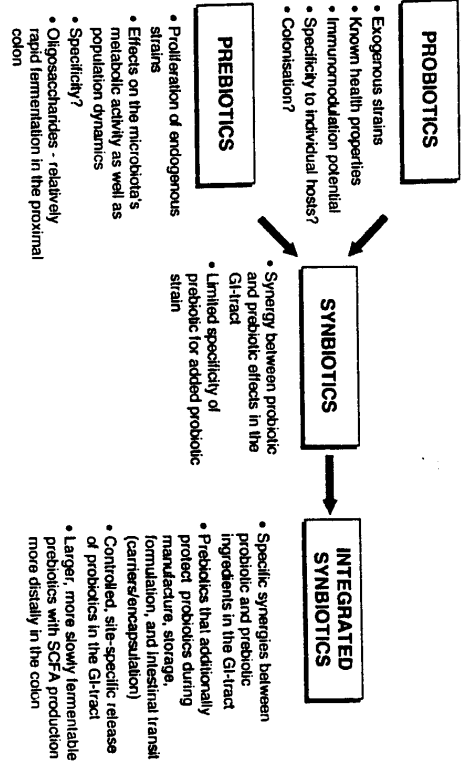 PROBIOTICS
• Exogenous strains
• Known health properties
• Immunomodulation potential
• Specificity to individual hosts?
• Colonisation?
PREBIOTICS
• Proliferation of endogenous
strains
• Effects on the microbiota's
metabolic activity as well as
population dynamics
• Specificity?
• Oligosaccharides - relatively
rapid fermentation in the proximal
colon
SYNBIOTICS
• Synergy between probiotic
and prebiotic effects in the
GI-tract
• Limited specificity of
prebiotic for added probiotic
strain
INTEGRATED
SYNBIOTICS
• Specific synergies between
probiotic and prebiotic
ingredients in the GI-tract
• Prebiotics that additionally
protect probiotics during
manufacture, storage,
formulation, and intestinal transit
(carriers/encapsulation)
• Controlled, site-specific release
of probiotics in the GI-tract
• Larger, more slowly fermentable
prebiotics with SCFA production
more distally in the colon